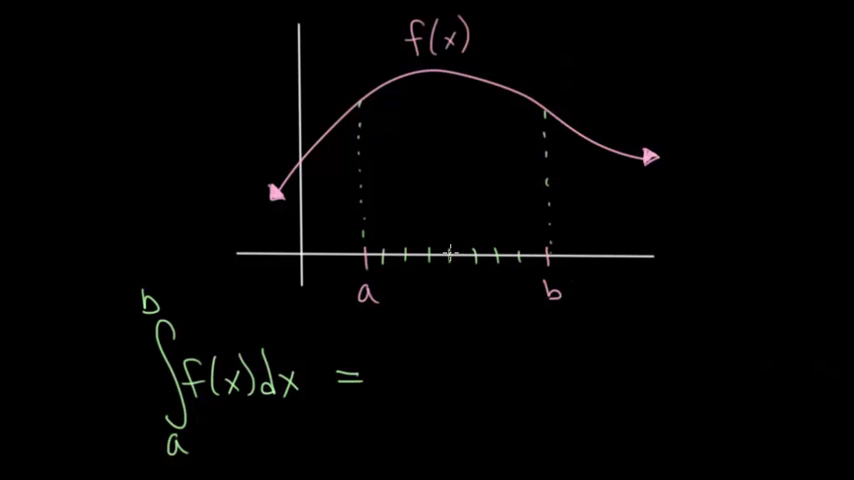 f(x)
a b
b
∫f(x)dx =
a